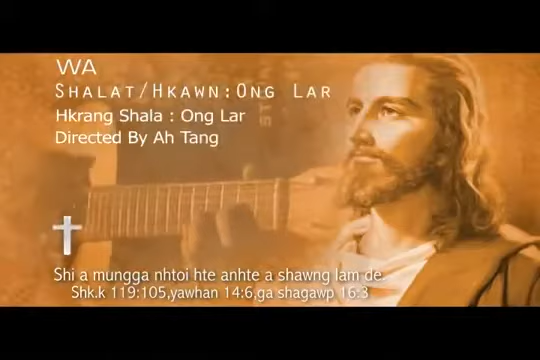 WA
SHALAT/HKAWN:ONG LAR
Hkrang Shala : Ong Lar
Directed By Ah Tang
Shi a mungga nhtoi hte anhte a shawng lam de.
Shk.k 119:105,yawhan 14:6,ga shagawp 16:3